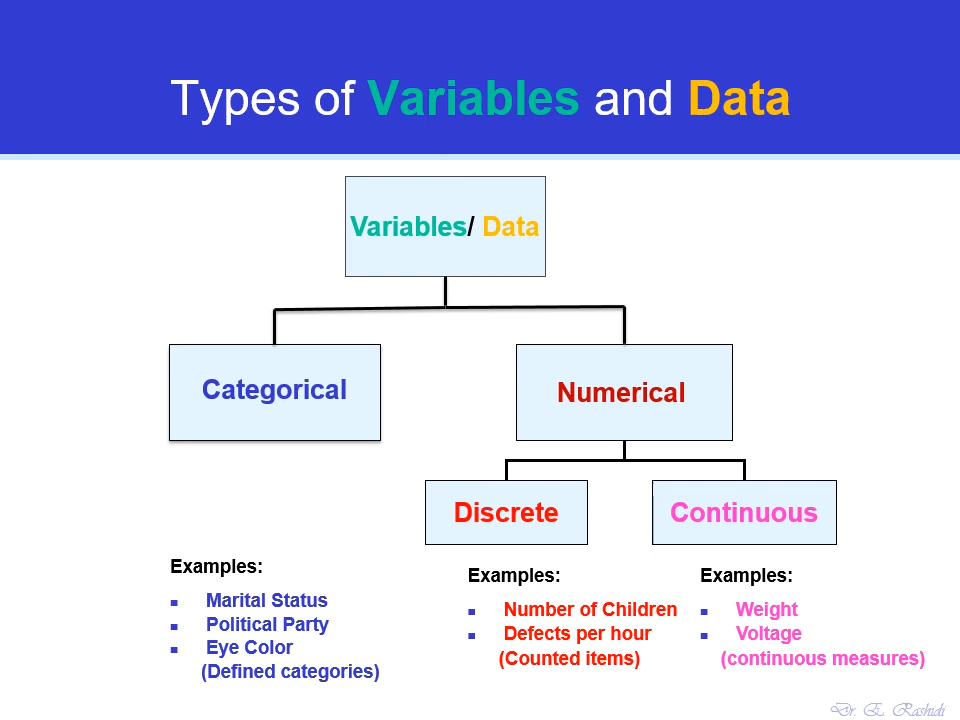 Types of Variables and Data
Variables/ Data
Categorical
Numerical
Discrete
Continuous
Examples:
Marital Status
Political Party
Eye Color
(Defined categories)
Examples:
Number of Children
Defects per hour
(Counted items)
Examples:
Weight
Voltage
(continuous measures)
Dr. E. Rashidi